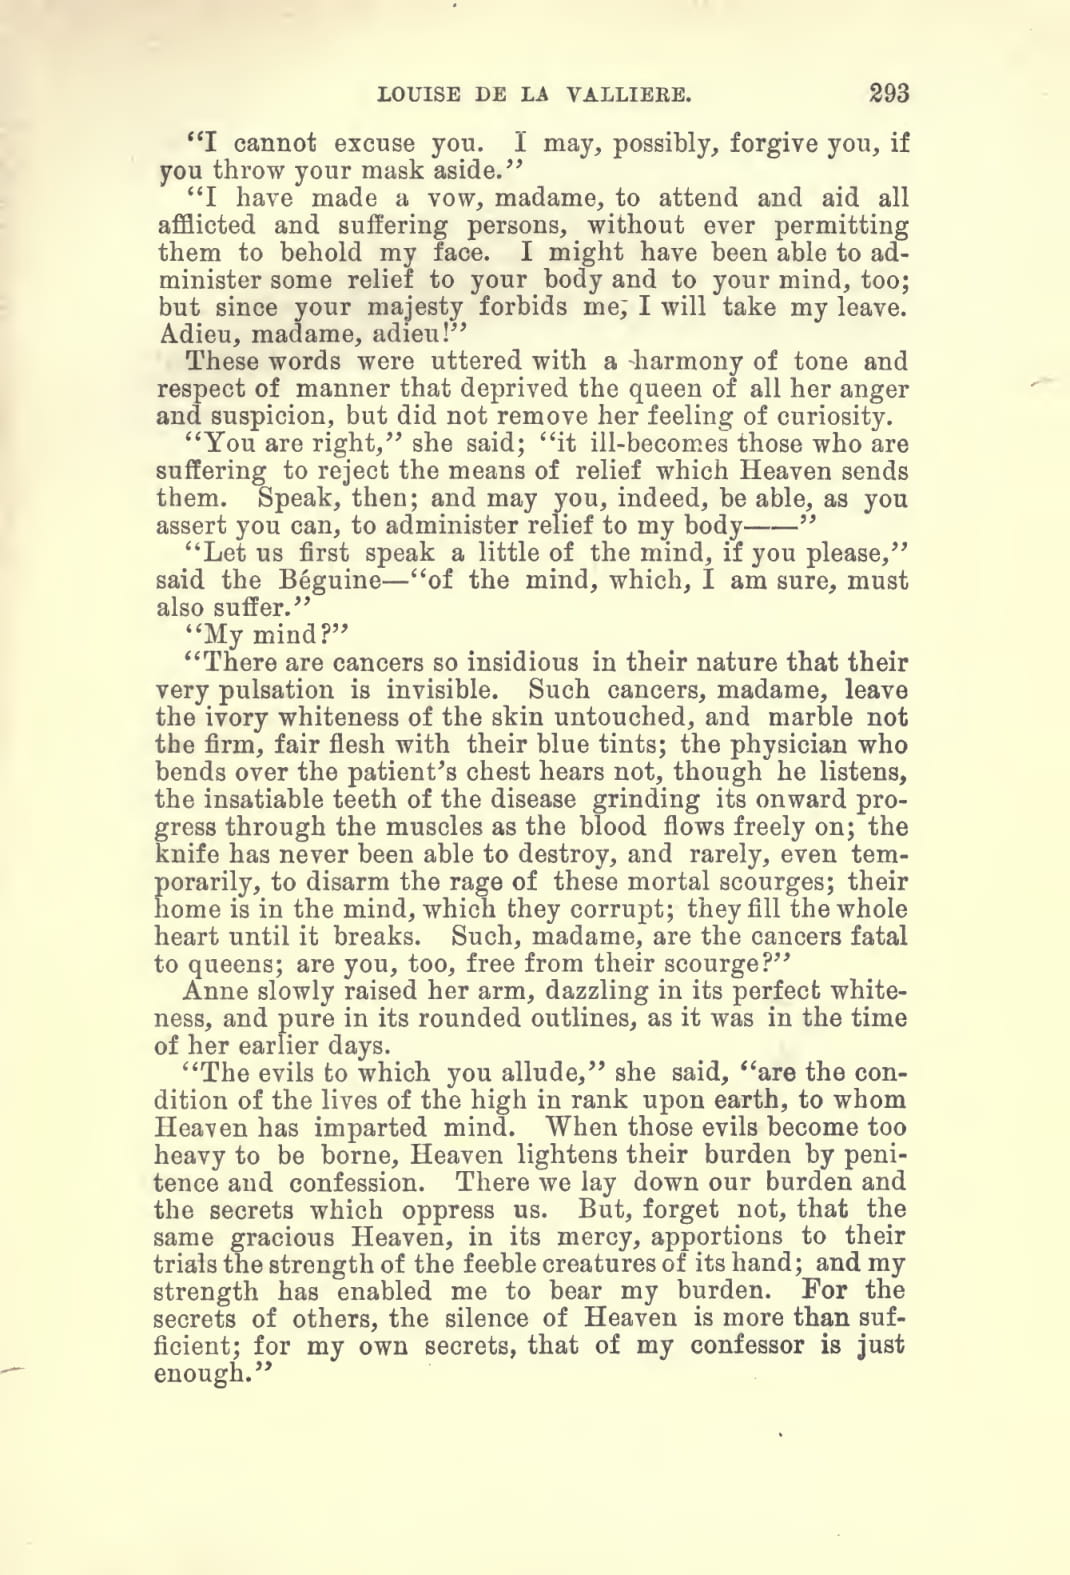 LOUISE DE LA VALLIERE. 293
“I cannot excuse you. I may, possibly, forgive you, if
you throw your mask aside.”
“I have made a vow, madame, to attend and aid all
afflicted and suffering persons, without ever permitting
them to behold my face. I might have been able to ad-
minister some relief to your body and to your mind, too;
but since your majesty forbids me, I will take my leave.
Adieu, madame, adieu!”
These words were uttered with a harmony of tone and
respect of manner that deprived the queen of all her anger
and suspicion, but did not remove her feeling of curiosity.
“You are right,” she said; “it ill-becomes those who are
suffering to reject the means of relief which Heaven sends
them. Speak, then; and may you, indeed, be able, as you
assert you can, to administer relief to my body——”
“Let us first speak a little of the mind, if you please,”
said the Béguine—“of the mind, which, I am sure, must
also suffer.”
“My mind?”
“There are cancers so insidious in their nature that their
very pulsation is invisible. Such cancers, madame, leave
the ivory whiteness of the skin untouched, and marble not
the firm, fair flesh with their blue tints; the physician who
bends over the patient’s chest hears not, though he listens,
the insatiable teeth of the disease grinding its onward pro-
gress through the muscles as the blood flows freely on; the
knife has never been able to destroy, and rarely, even tem-
porarily, to disarm the rage of these mortal scourges; their
home is in the mind, which they corrupt; they fill the whole
heart until it breaks. Such, madame, are the cancers fatal
to queens; are you, too, free from their scourge?”
Anne slowly raised her arm, dazzling in its perfect white-
ness, and pure in its rounded outlines, as it was in the time
of her earlier days.
“The evils to which you allude,” she said, “are the con-
dition of the lives of the high in rank upon earth, to whom
Heaven has imparted mind. When those evils become too
heavy to be borne, Heaven lightens their burden by peni-
tence and confession. There we lay down our burden and
the secrets which oppress us. But, forget not, that the
same gracious Heaven, in its mercy, apportions to their
trials the strength of the feeble creatures of its hand; and my
strength has enabled me to bear my burden. For the
secrets of others, the silence of Heaven is more than suf-
ficient; for my own secrets, that of my confessor is just
enough.”